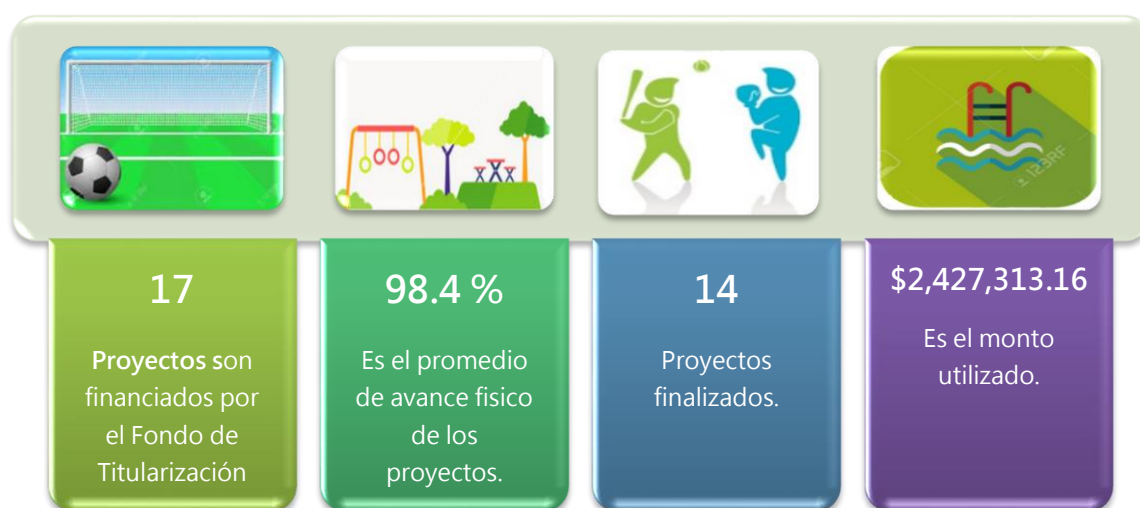 123RF
17
Proyectos son
financiados por
el Fondo de
Titularización
98.4 %
Es el promedio
de avance fisico
de los
proyectos.
14
Proyectos
finalizados.
$2,427,313.16
Es el monto
utilizado.